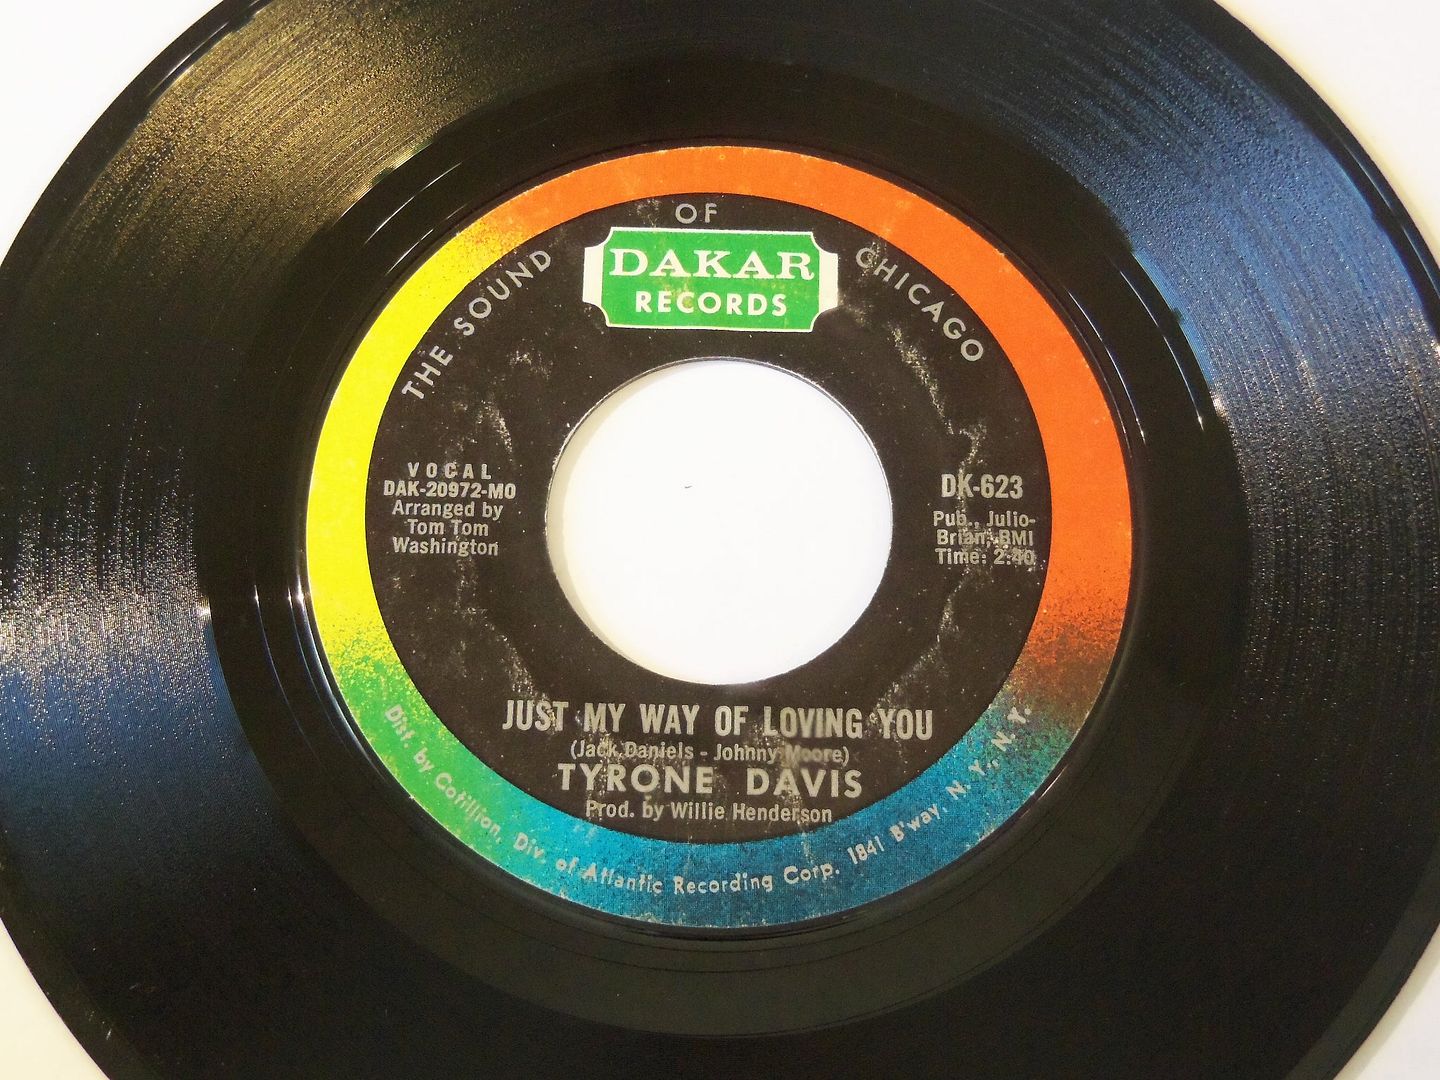 THE SOUND OF CHICAGO
DAKAR
RECORDS
VOCAL
DAK-20972-MO
Arranged by
Tom Tom
Washington
DK-623
Pub., Julio-
Brian, BMI
Time: 2:40
JUST MY WAY OF LOVING YOU
(Jack Daniels - Johnny Moore)
TYRONE DAVIS
Prod. by Willie Henderson
Dist. by Cotillion, Div. of Atlantic Recording Corp. 1841 B'way, N. Y., N. Y.